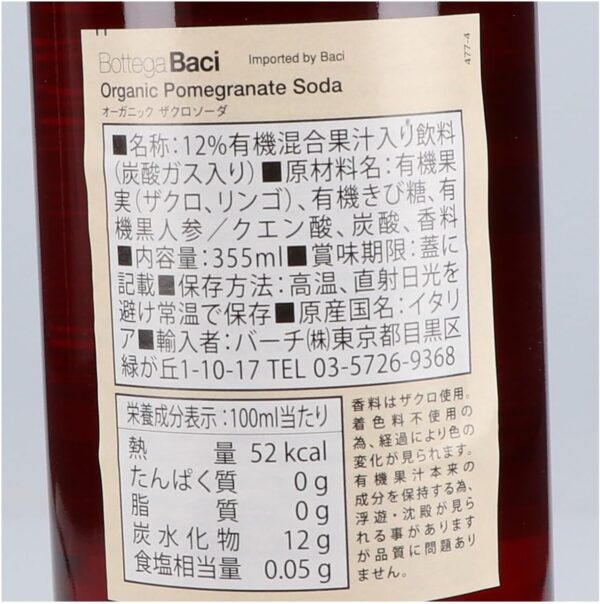 Bottega Baci Imported by Baci
477-4
Organic Pomegranate Soda
オーガニック ザクロソーダ
■名称：12％有機混合果汁入り飲料
(炭酸ガス入り)■原材料名：有機果
実（ザクロ、リンゴ）、有機きび糖、有
機黒人参／クエン酸、炭酸、香料
■内容量：355ml■賞味期限：蓋に
記載■保存方法：高温、直射日光を
避け常温で保存■原産国名：イタリ
ア■輸入者：バーチ㈱東京都目黒区
緑が丘1-10-17 TEL 03-5726-9368
栄養成分表示：100ml当たり
熱量 52 kcal
たんぱく質 0 g
脂質 0 g
炭水化物 12 g
食塩相当量 0.05 g
香料はザクロ使用。
着色料不使用の
為、経過により色の
変化が見られます。
有機果汁本来の
成分を保持する為、
浮遊・沈殿が見ら
れる事があります
が品質に問題あり
ません。